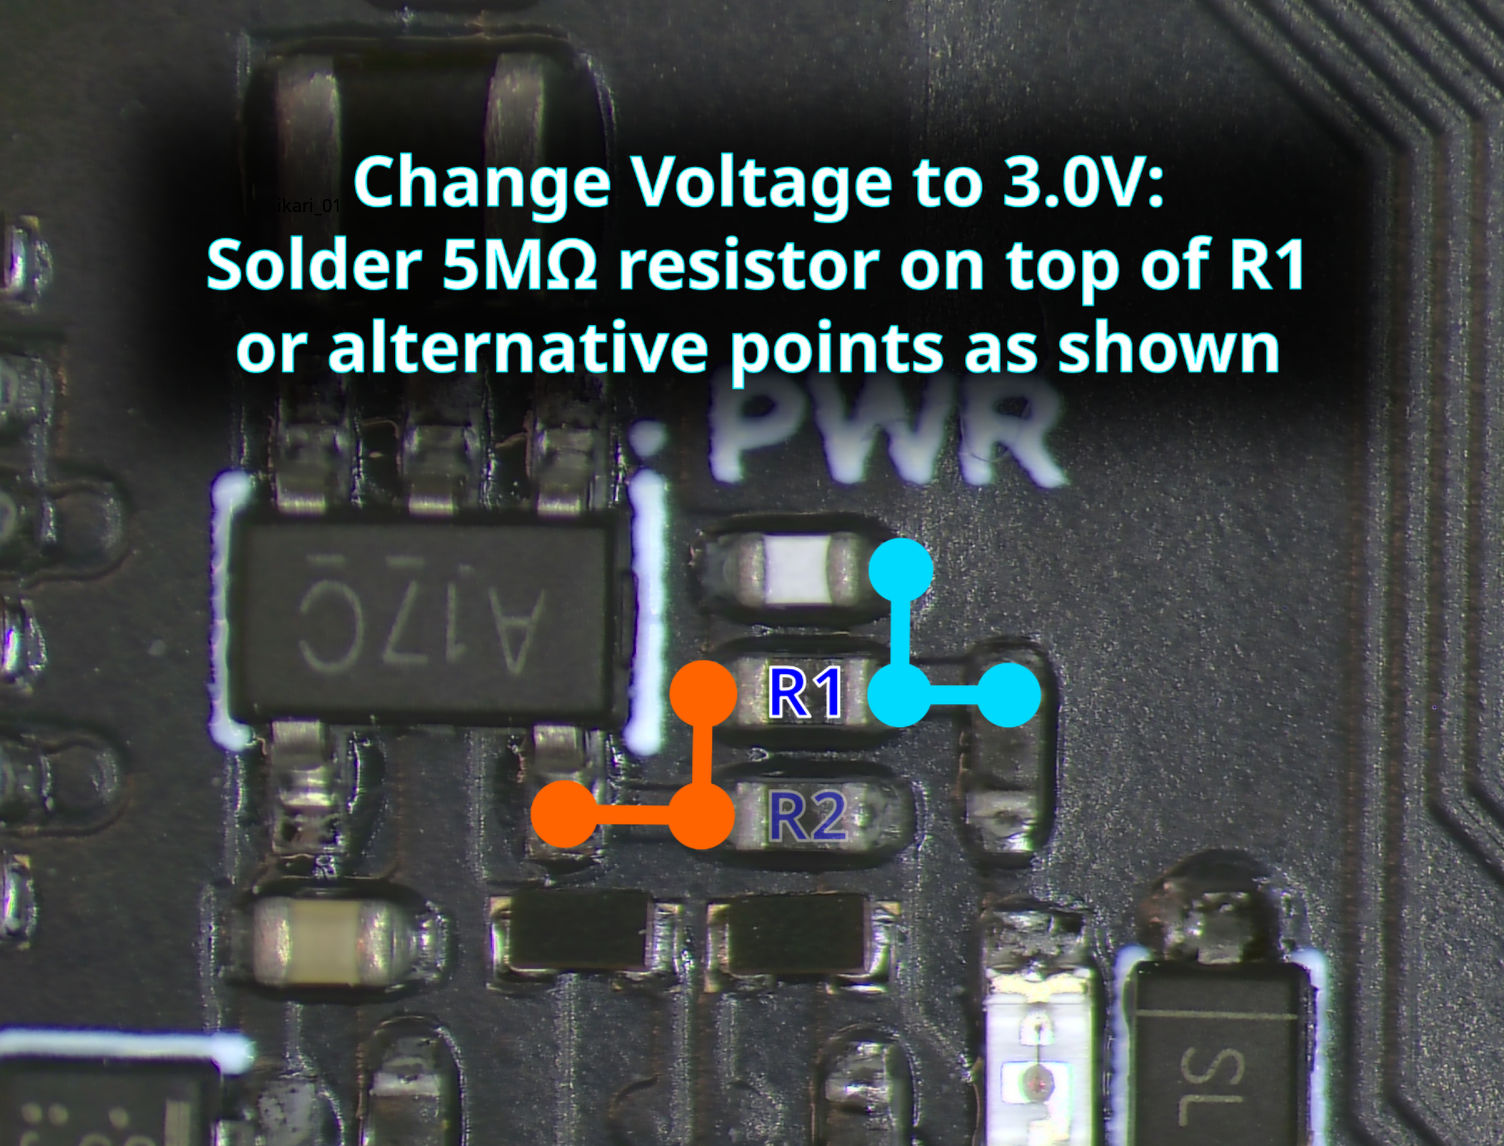 Change Voltage to 3.0V:
ikari_01
Solder 5MΩ resistor on top of R1
or alternative points as shown
PWR
A17C
R1
R2
SL